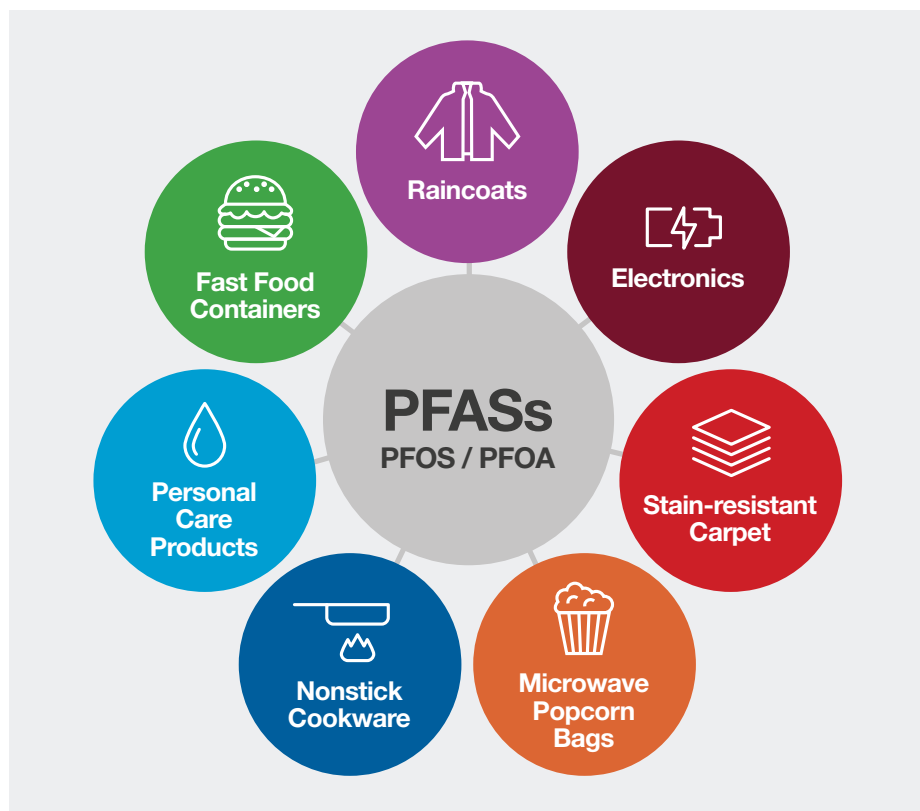 Raincoats
Electronics
Fast Food
Containers
PFASs
PFOS / PFOA
Personal
Care
Products
Stain-resistant
Carpet
Nonstick
Cookware
Microwave
Popcorn
Bags